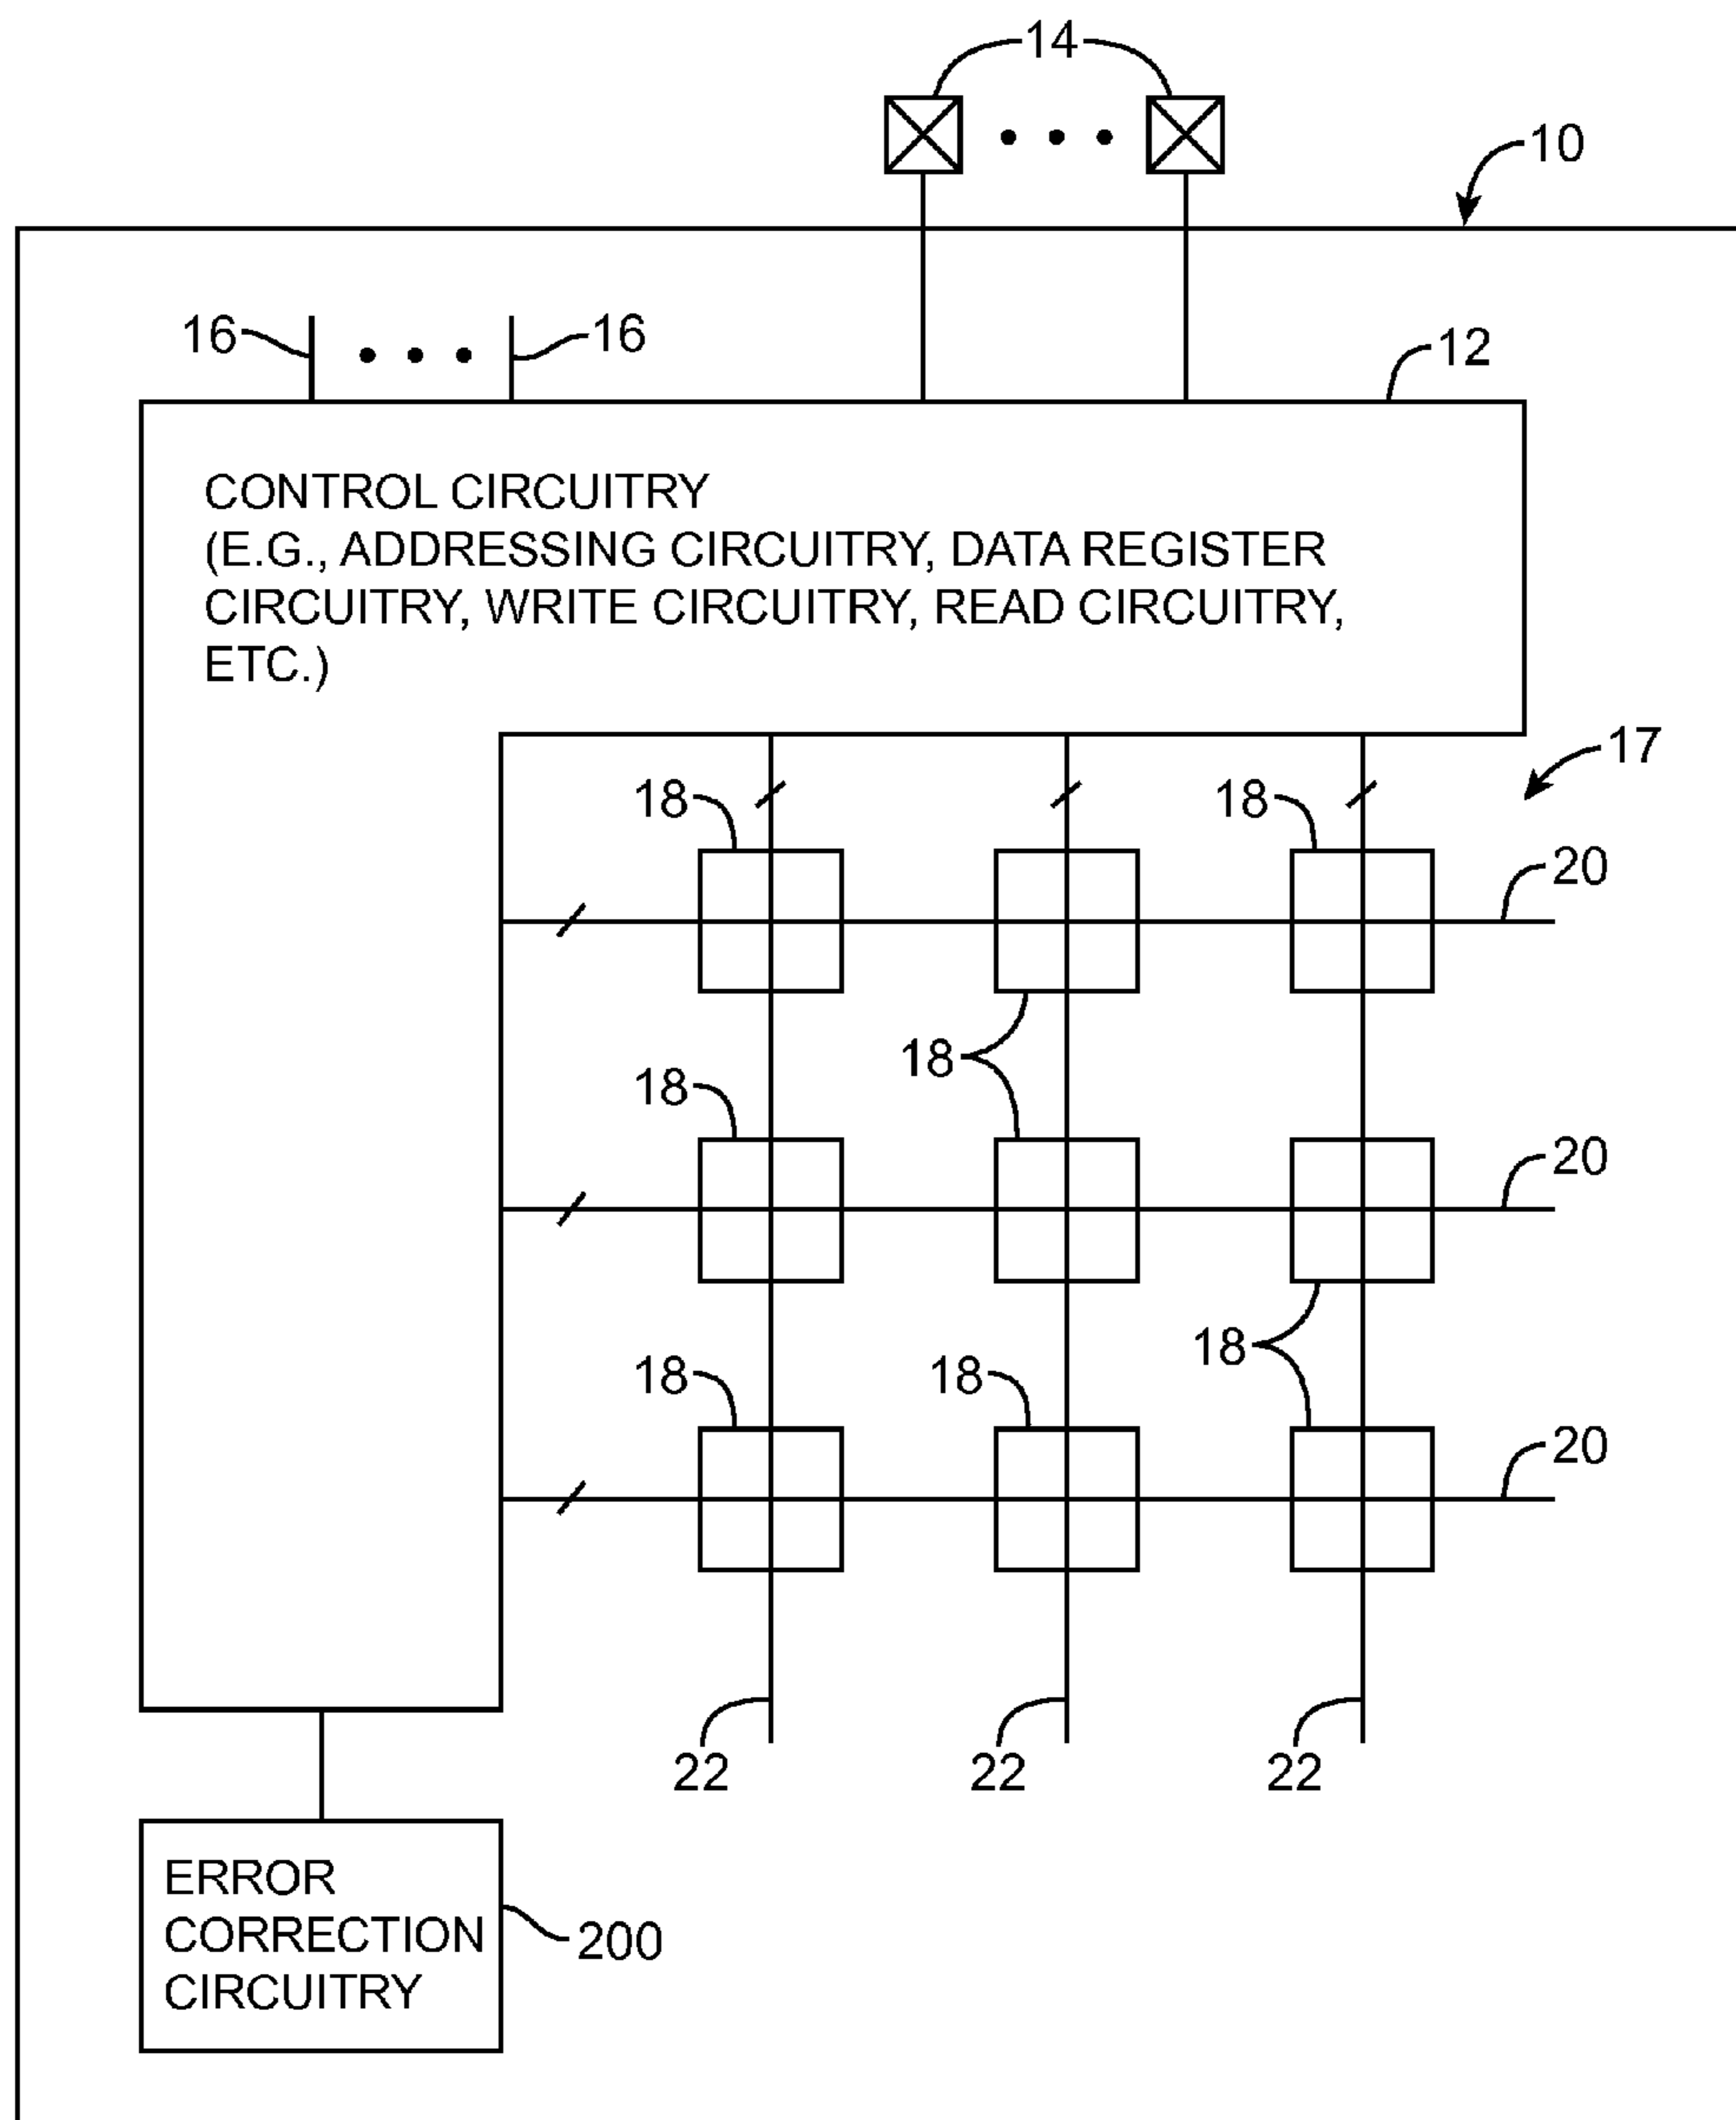 14
10
16
16
12
CONTROL CIRCUITRY
(E.G., ADDRESSING CIRCUITRY, DATA REGISTER
CIRCUITRY, WRITE CIRCUITRY, READ CIRCUITRY,
ETC.)
17
18
18
20
18
18
20
18
18
18
20
22
22
22
ERROR
CORRECTION
CIRCUITRY
200